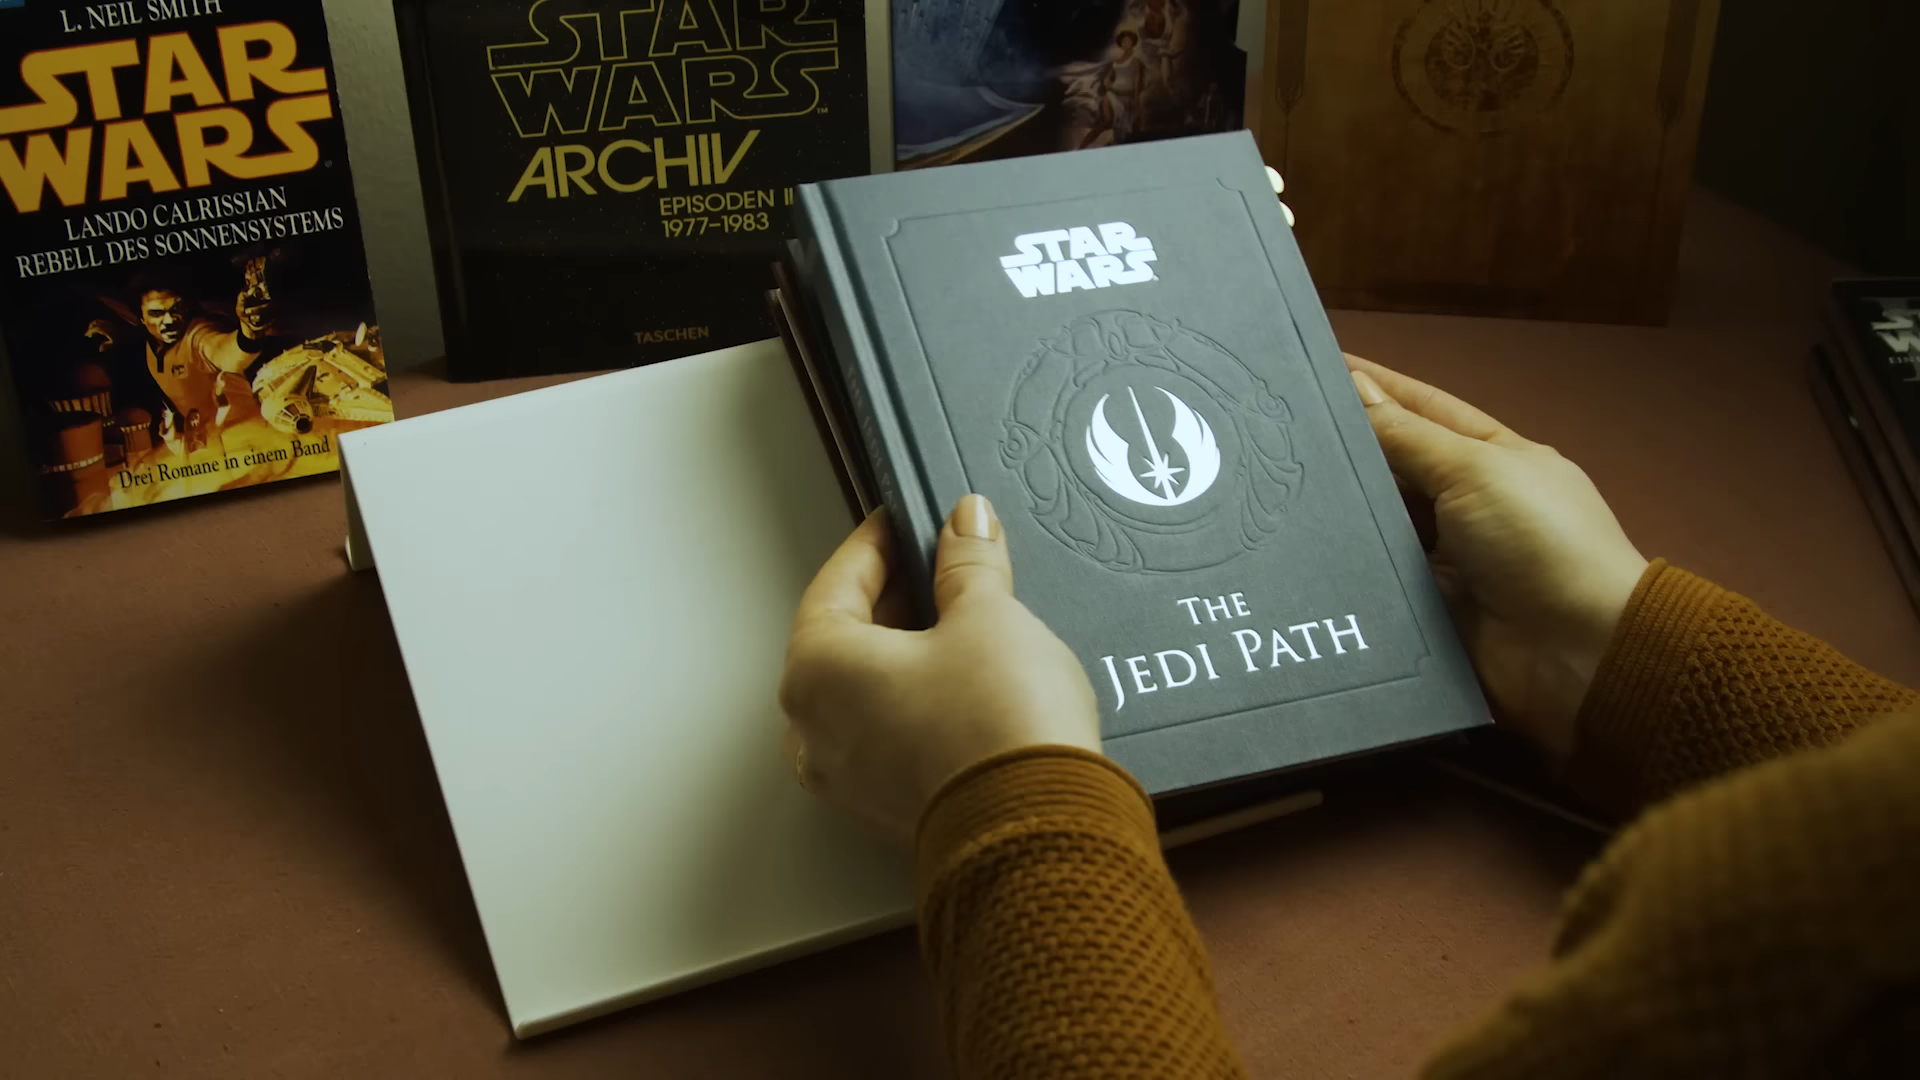 L. NEIL SMITH
STAR
WARS
LANDO CALRISSIAN
REBELL DES SONNENSYSTEMS
Drei Romane in einem Band
STAR
WARS™
ARCHIV
EPISODEN
1977–1983
TASCHEN
STAR
WARS
THE
JEDI PATH